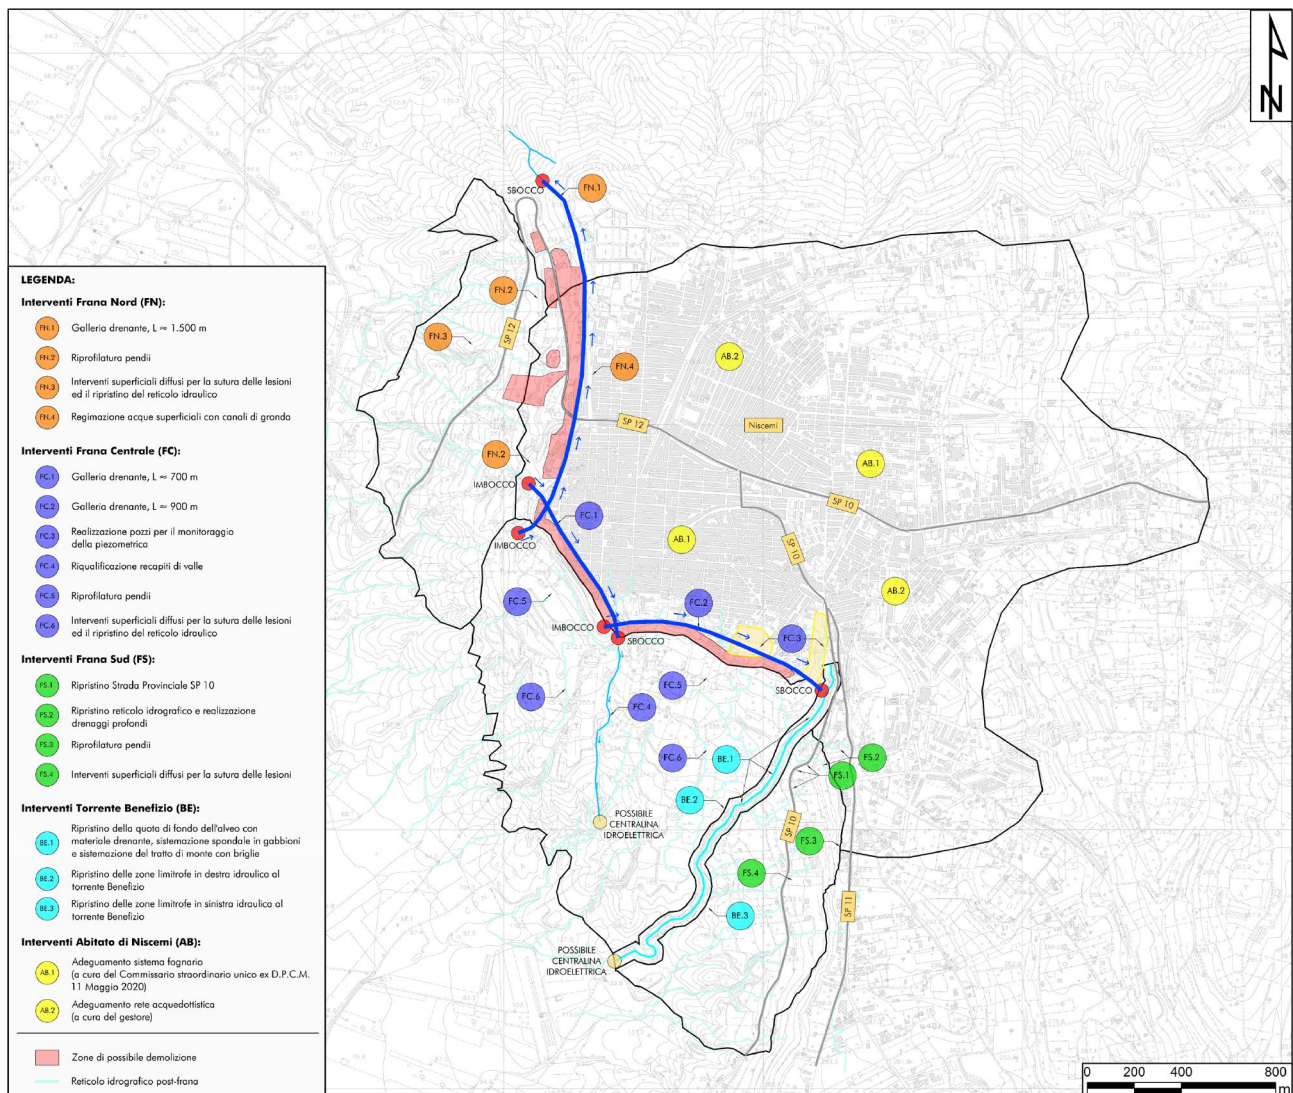 N
LEGENDA:
Interventi Frana Nord (FN):
FN.1 Galleria drenante, L ≈ 1.500 m
FN.2 Riprofilatura pendii
FN.3 Interventi superficiali diffusi per la sutura delle lesioni
ed il ripristino del reticolo idraulico
FN.4 Regimazione acque superficiali con canali di gronda
Interventi Frana Centrale (FC):
FC.1 Galleria drenante, L ≈ 700 m
FC.2 Galleria drenante, L ≈ 900 m
FC.3 Realizzazione pozzi per il monitoraggio
della piezometrica
FC.4 Riqualificazione recapiti di valle
FC.5 Riprofilatura pendii
FC.6 Interventi superficiali diffusi per la sutura delle lesioni
ed il ripristino del reticolo idraulico
Interventi Frana Sud (FS):
FS.1 Ripristino Strada Provinciale SP 10
FS.2 Ripristino reticolo idrografico e realizzazione
drenaggi profondi
FS.3 Riprofilatura pendii
FS.4 Interventi superficiali diffusi per la sutura delle lesioni
Interventi Torrente Benefizio (BE):
BE.1 Ripristino della quota di fondo dell'alveo con
materiale drenante, sistemazione spondale in gabbioni
e sistemazione del tratto di monte con briglie
BE.2 Ripristino delle zone limitrofe in destra idraulica al
torrente Benefizio
BE.3 Ripristino delle zone limitrofe in sinistra idraulica al
torrente Benefizio
Interventi Abitato di Niscemi (AB):
AB.1 Adeguamento sistema fognario
(a cura del Commissario straordinario unico ex D.P.C.M.
11 Maggio 2020)
AB.2 Adeguamento rete acquedottistica
(a cura del gestore)
Zone di possibile demolizione
Reticolo idrografico post-frana
SBOCCO
FN.1
FN.2
SP 12
FN.3
FN.4
AB.2
SP 12
Niscemi
FN.2
AB.1
IMBOCCO
SP 10
FC.1
IMBOCCO
AB.1
SP 10
AB.2
FC.5
FC.2
IMBOCCO
SBOCCO
FC.3
FC.6
FC.5
SBOCCO
FC.4
FC.6
BE.1
FS.2
FS.1
BE.2
POSSIBILE
CENTRALINA
IDROELETTRICA
SP 10
FS.3
FS.4
SP 11
BE.3
POSSIBILE
CENTRALINA
IDROELETTRICA
0 200 400 800
m